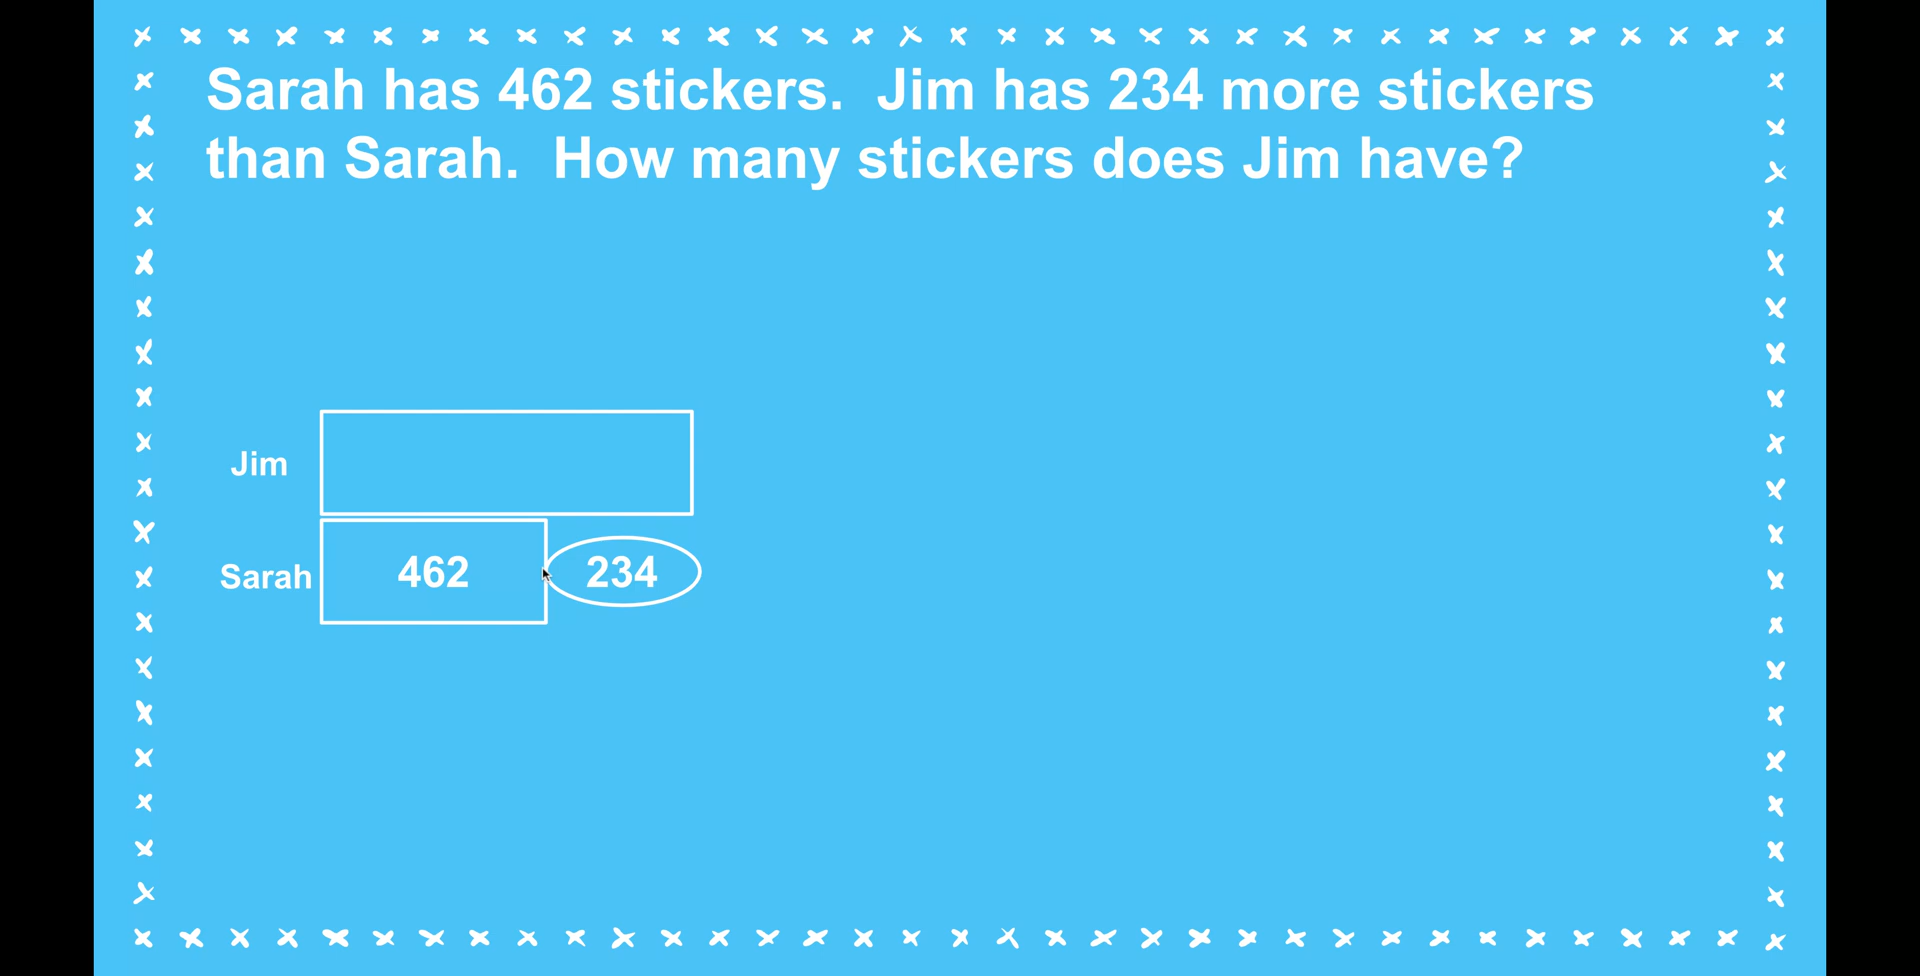 Sarah has 462 stickers.  Jim has 234 more stickers
than Sarah.  How many stickers does Jim have?
Jim
Sarah 462 234